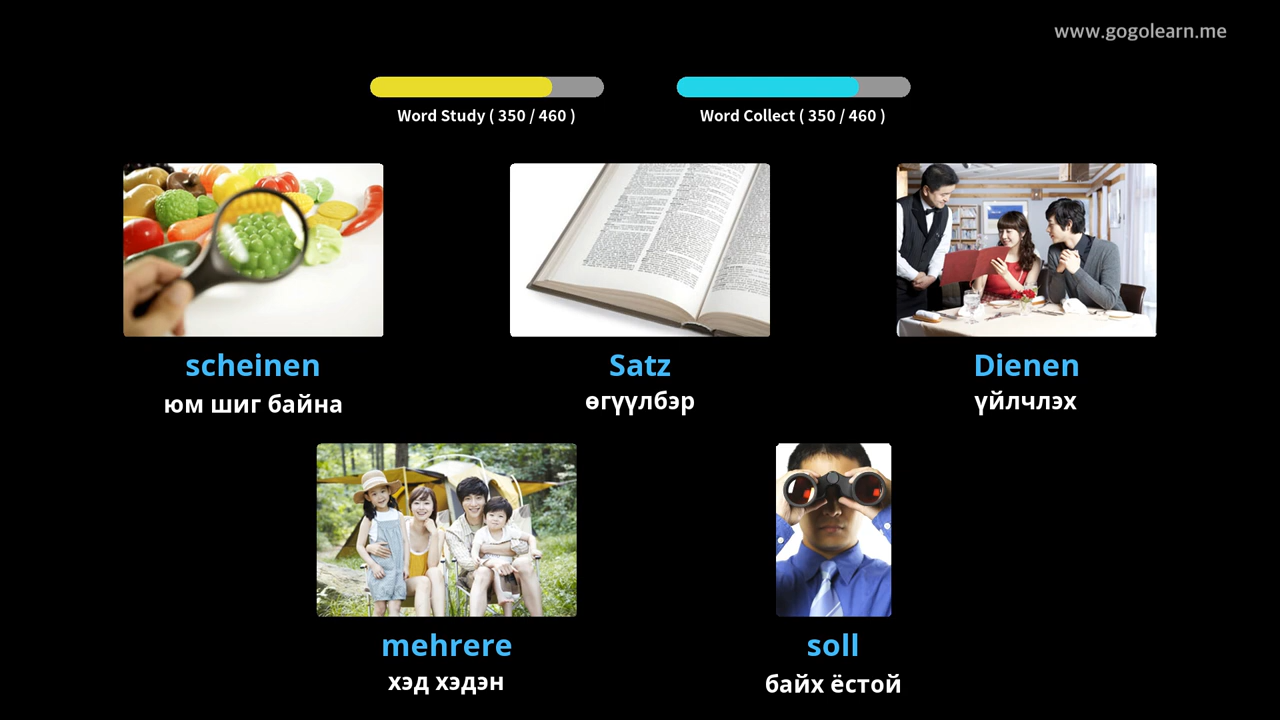 www.gogolearn.me
Word Study ( 350 / 460 )
Word Collect ( 350 / 460 )
scheinen
юм шиг байна
Satz
өгүүлбэр
Dienen
үйлчлэх
mehrere
хэд хэдэн
soll
байх ёстой